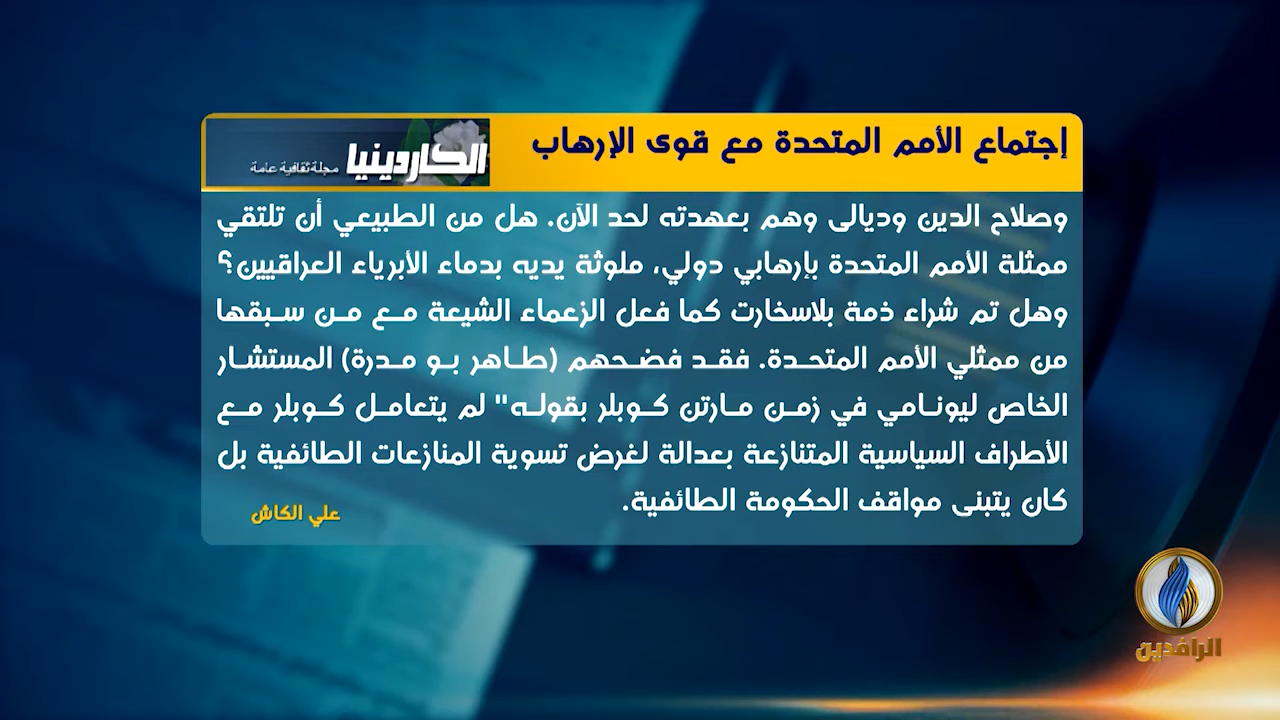 إجتماع الأمم المتحدة مع قوى الإرهاب
الكاردينيا
مجلة ثقافية عامة
وصلاح الدين وديالى وهم بعهدته لحد الآن. هل من الطبيعي أن تلتقي
ممثلة الأمم المتحدة بإرهابي دولي، ملوثة يديه بدماء الأبرياء العراقيين؟
وهل تم شراء ذمة بلاسخارت كما فعل الزعماء الشيعة مع من سبقها
من ممثلي الأمم المتحدة. فقد فضحهم (طاهر بو مدرة) المستشار
الخاص ليونامي في زمن مارتن كوبلر بقوله" لم يتعامل كوبلر مع
الأطراف السياسية المتنازعة بعدالة لغرض تسوية المنازعات الطائفية بل
كان يتبنى مواقف الحكومة الطائفية.
علي الكاش
الرافدين